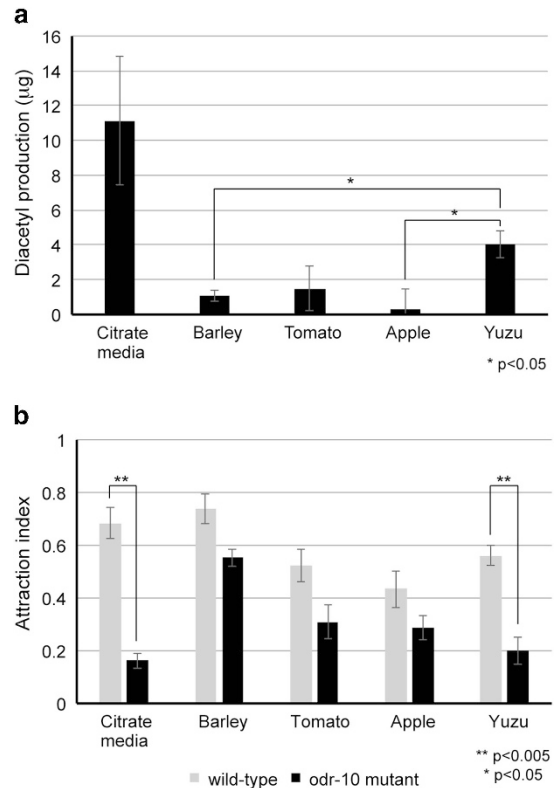 a
Diacetyl production (µg)
16
14
12
10
8
6
4
2
0
*
*
Citrate media
Barley
Tomato
Apple
Yuzu
* p<0.05
b
Attraction index
1
0.8
0.6
0.4
0.2
0
**
**
Citrate media
Barley
Tomato
Apple
Yuzu
** p<0.005
* p<0.05
wild-type
odr-10 mutant